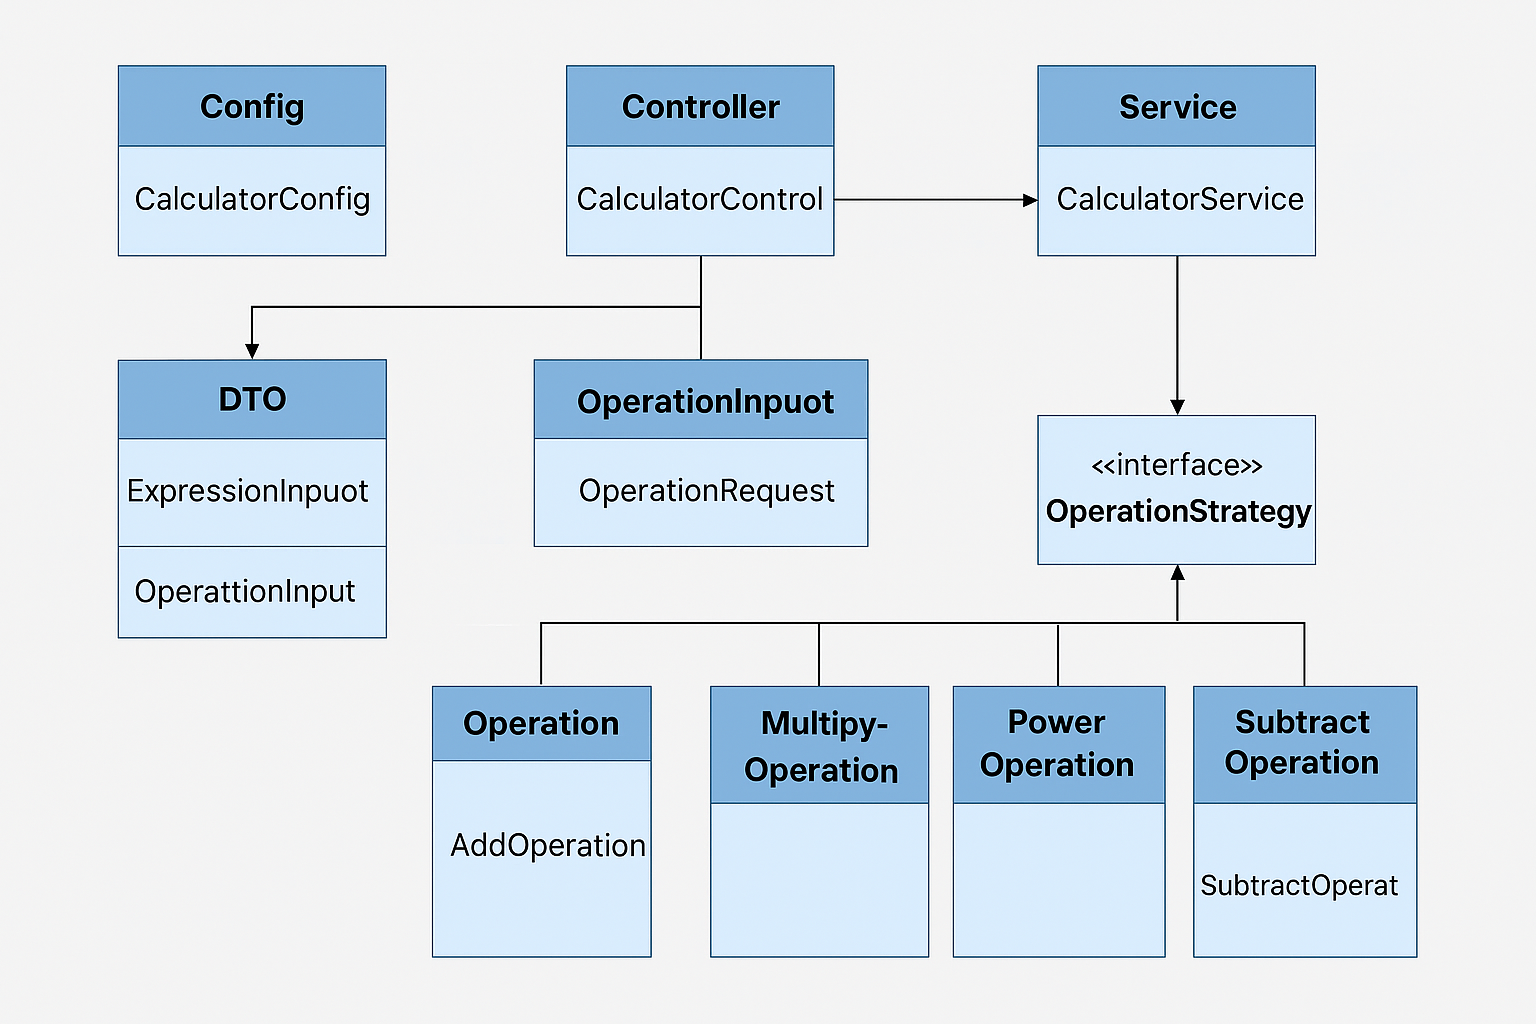 Config
CalculatorConfig
Controller
CalculatorControl
Service
CalculatorService
DTO
ExpressionInpuot
OperattionInput
OperationInpuot
OperationRequest
<<interface>>
OperationStrategy
Operation
AddOperation
Multipy-
Operation
Power
Operation
Subtract
Operation
SubtractOperat